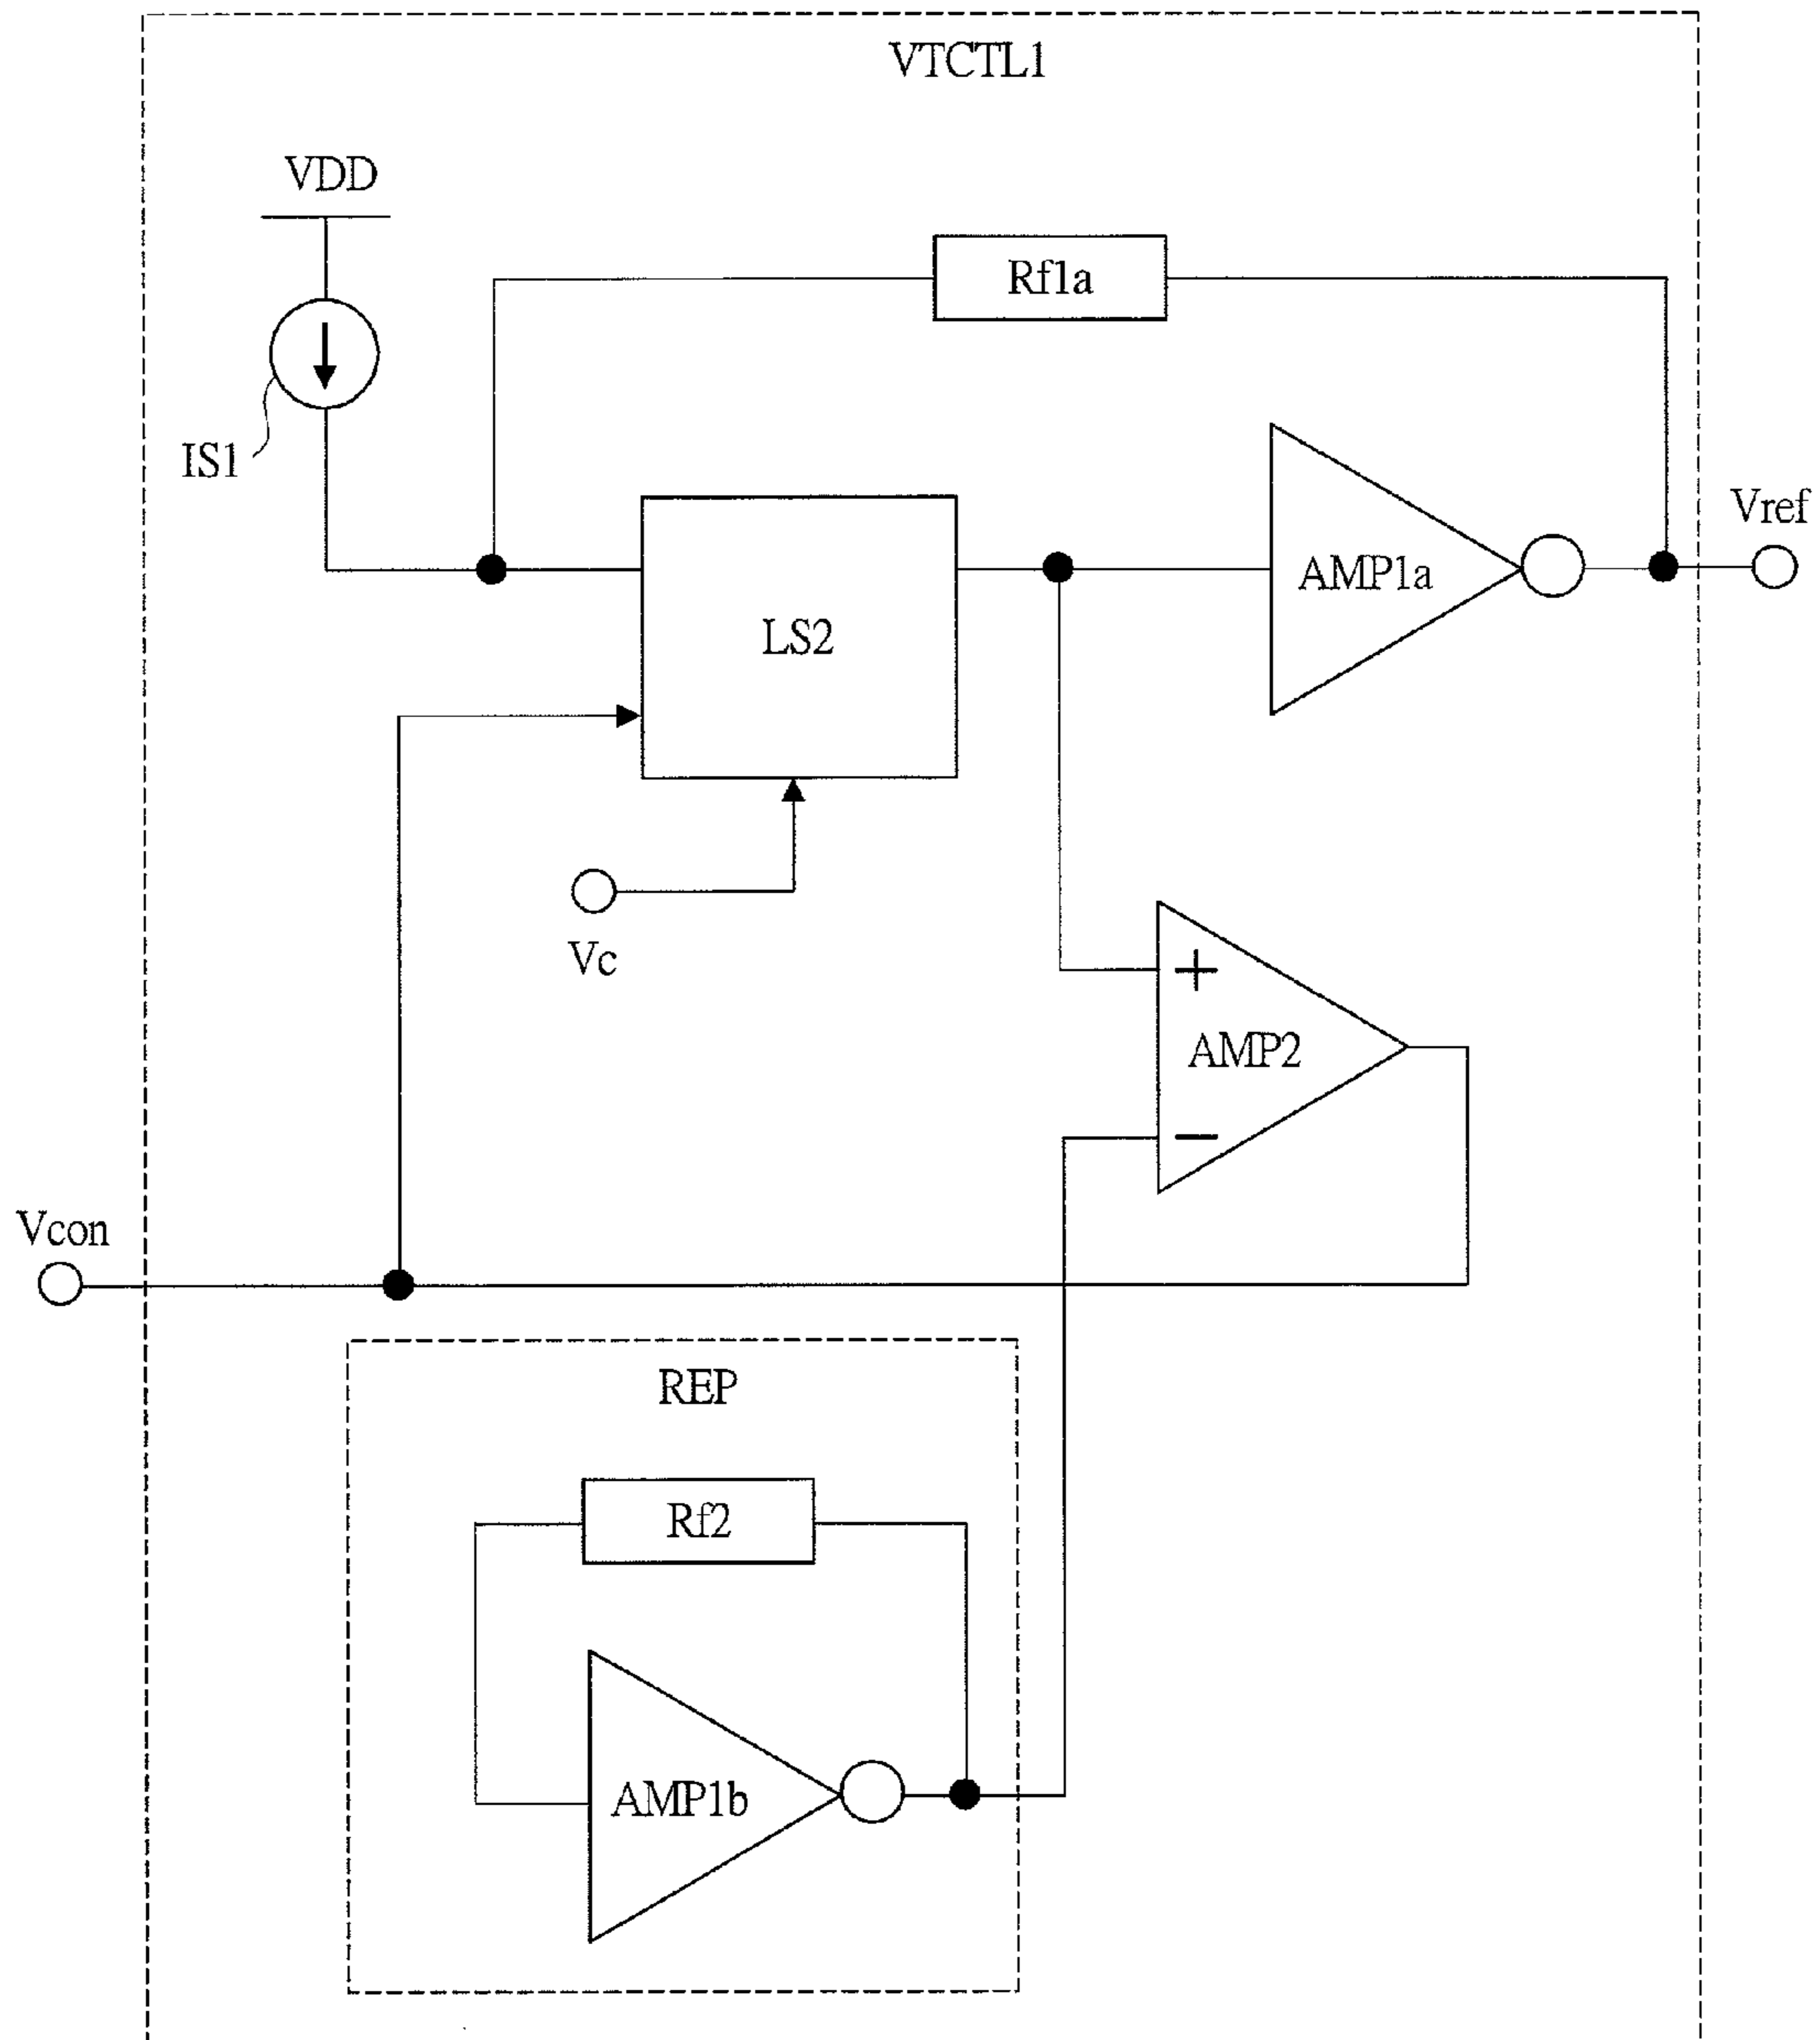 VTCTL1
VDD
Rf1a
IS1
Vref
AMP1a
LS2
Vc
+
AMP2
−
Vcon
REP
Rf2
AMP1b